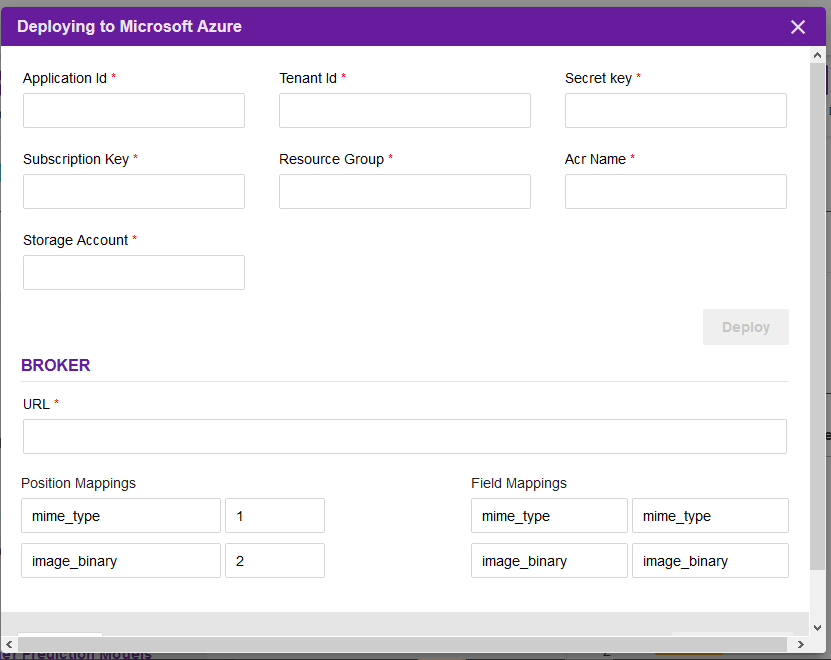 Deploying to Microsoft Azure
Application Id * Tenant Id * Secret key *
Subscription Key * Resource Group * Acr Name *
Storage Account *
Deploy
BROKER
URL *
Position Mappings Field Mappings
mime_type 1 mime_type mime_type
image_binary 2 image_binary image_binary
Prediction Models